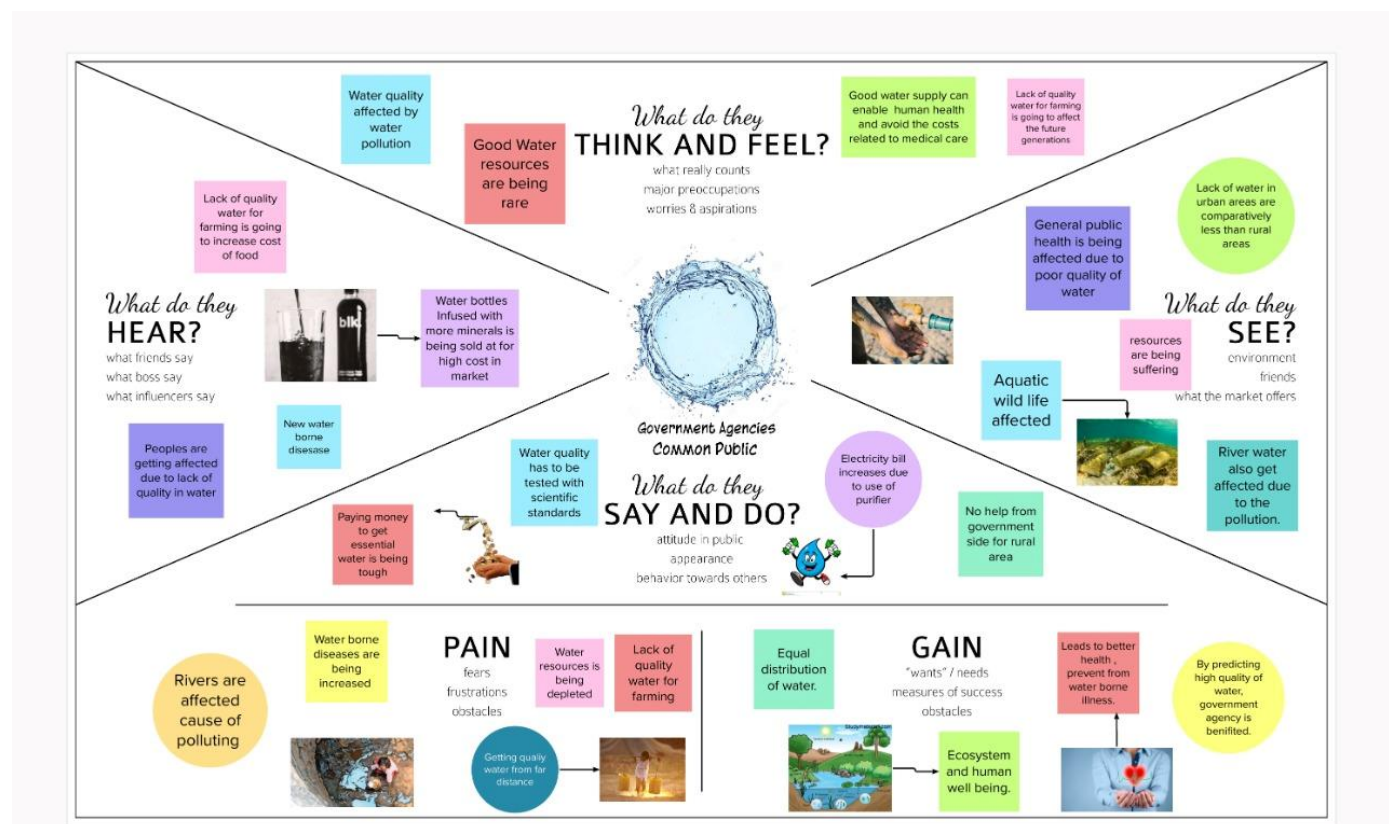 What do they
THINK AND FEEL?
what really counts
major preoccupations
worries & aspirations
Water quality
affected by
water
pollution
Good Water
resources
are being
rare
Good water supply can
enable human health
and avoid the costs
related to medical care
Lack of quality
water for farming
is going to affect
the future
generations
What do they
HEAR?
what friends say
what boss say
what influencers say
Lack of quality
water for
farming is going
to increase cost
of food
blk.
Water bottles
Infused with
more minerals is
being sold at for
high cost in
market
Peoples are
getting affected
due to lack of
quality in water
New water
borne
disesase
Government Agencies
Common Public
What do they
SEE?
environment
friends
what the market offers
General public
health is being
affected due to
poor quality of
water
Lack of water in
urban areas are
comparatively
less than rural
areas
resources
are being
suffering
Aquatic
wild life
affected
River water
also get
affected due
to the
pollution.
What do they
SAY AND DO?
attitude in public
appearance
behavior towards others
Water quality
has to be
tested with
scientific
standards
Paying money
to get
essential
water is being
tough
Electricity bill
increases due
to use of
purifier
No help from
government
side for rural
area
PAIN
fears
frustrations
obstacles
Rivers are
affected
cause of
polluting
Water borne
diseases are
being
increased
Water
resources is
being
depleted
Lack of
quality
water for
farming
Getting qualiy
water from far
distance
GAIN
"wants" / needs
measures of success
obstacles
Equal
distribution
of water.
Ecosystem
and human
well being.
Leads to better
health ,
prevent from
water borne
illness.
By predicting
high quality of
water,
government
agency is
benifited.